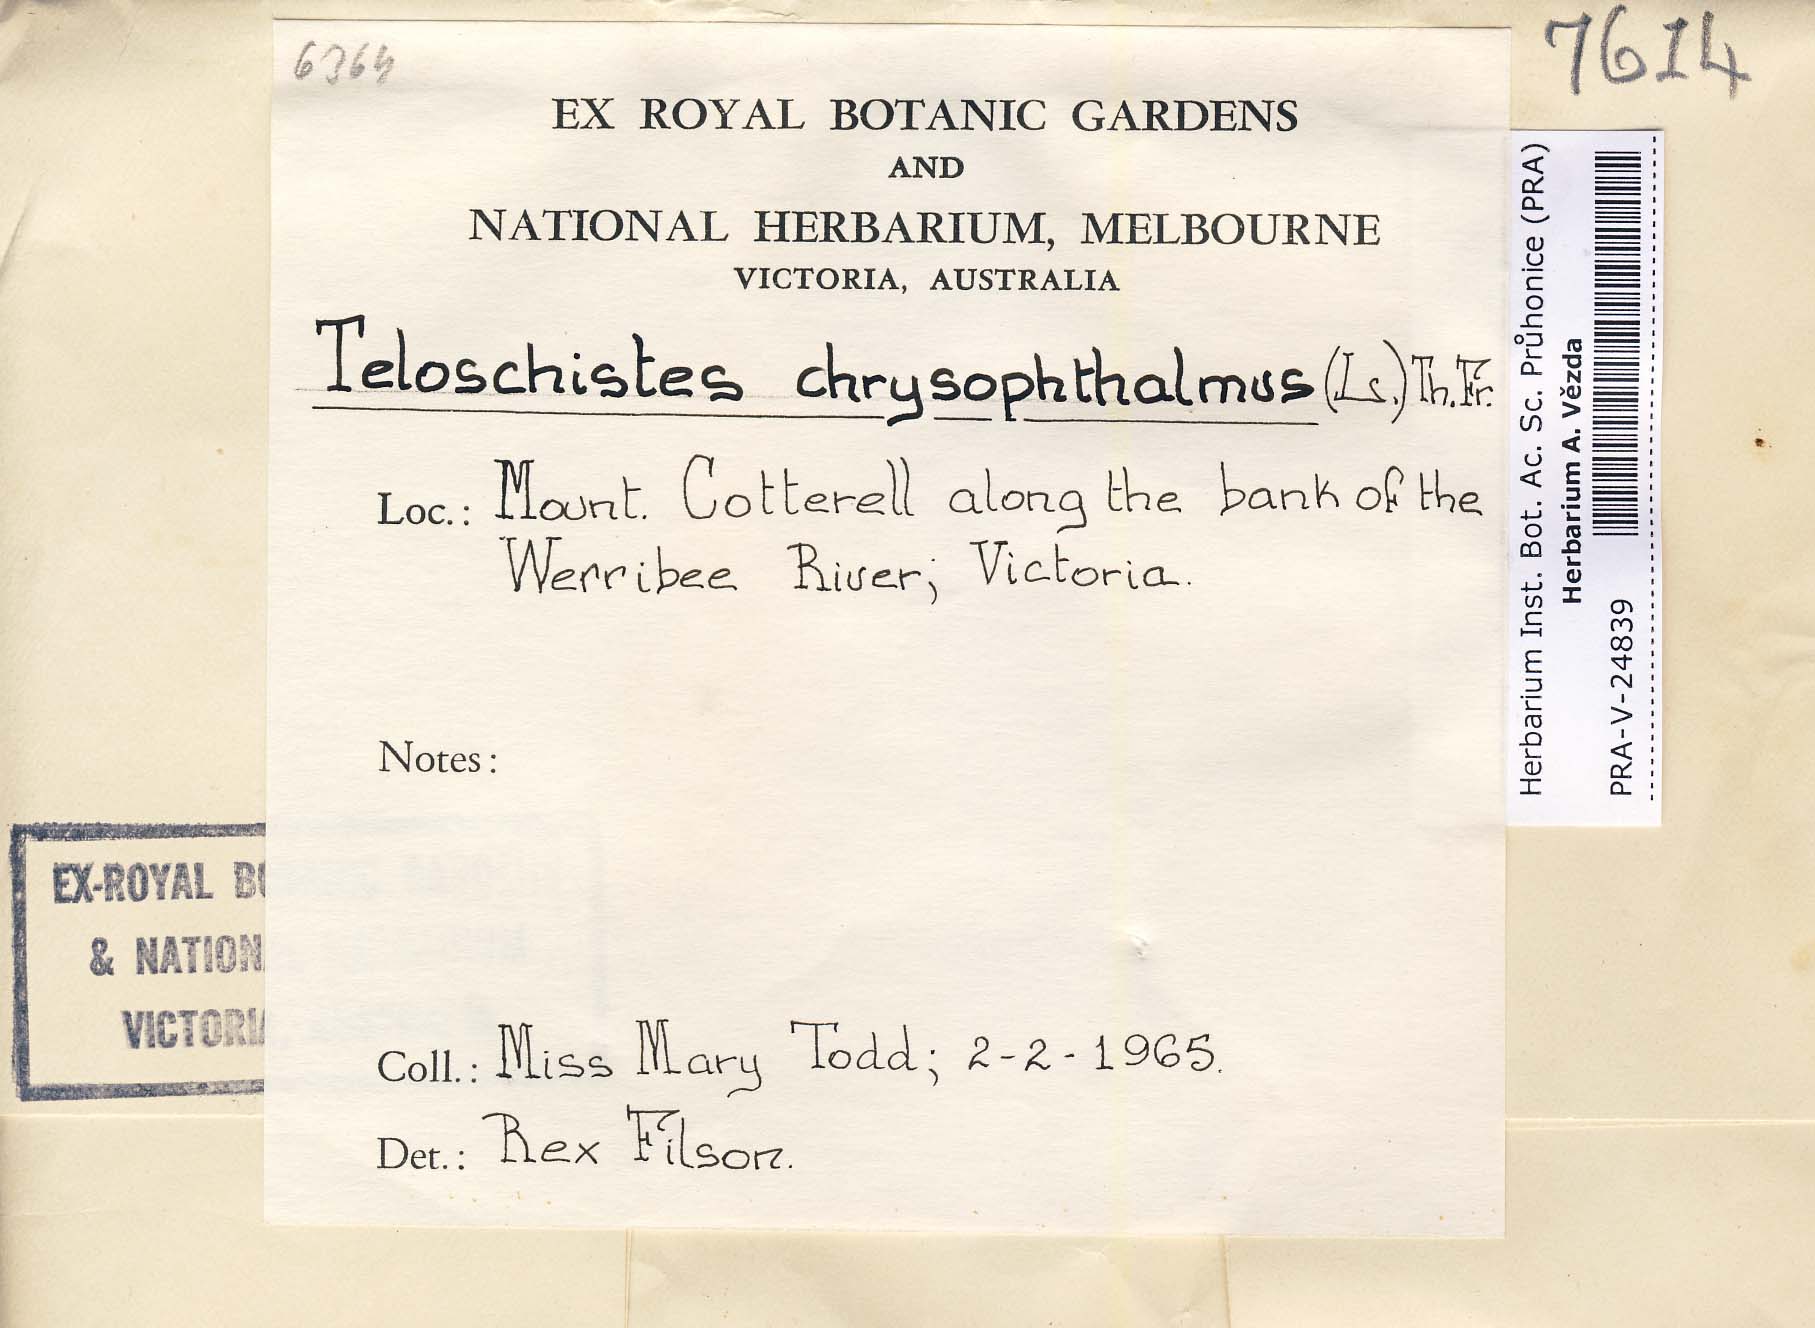 7614
EX ROYAL BOTANIC GARDENS
AND
NATIONAL HERBARIUM, MELBOURNE
VICTORIA, AUSTRALIA
Teloschistes chrysophthalmus (Ls.) Th. Fr.
Loc.: Mount. Cotterell along the bank of the
Werribee River; Victoria.
Notes:
Coll.: Miss Mary Todd; 2-2-1965.
Det.: Rex Filson.
EX-ROYAL
& NATION
VICTORIA
Herbarium Inst. Bot. Ac. Sc. Průhonice (PRA)
Herbarium A. Vězda
PRA-V-24839